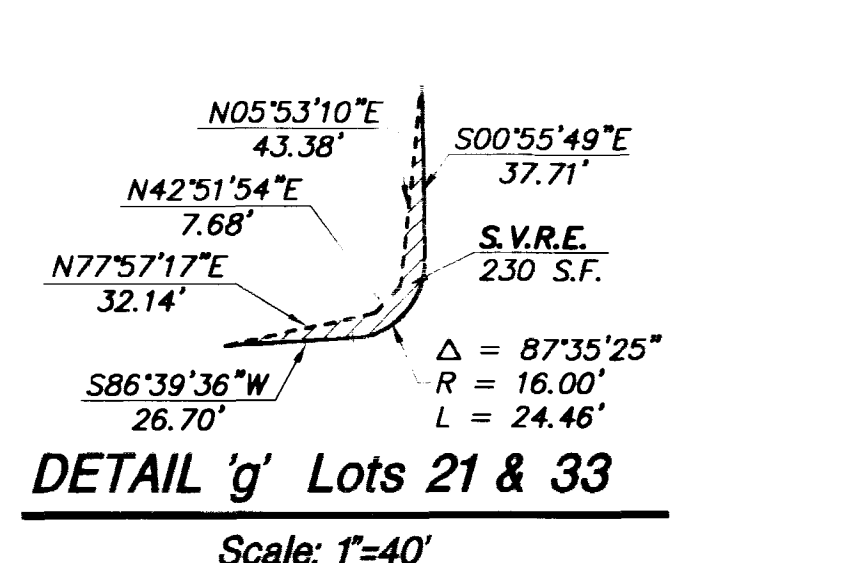 N05°53'10"E
43.38'
S00°55'49"E
37.71'
N42°51'54"E
7.68'
S.V.R.E.
230 S.F.
N77°57'17"E
32.14'
Δ = 87°35'25"
R = 16.00'
L = 24.46'
S86°39'36"W
26.70'
DETAIL 'g' Lots 21 & 33
Scale: 1"=40'